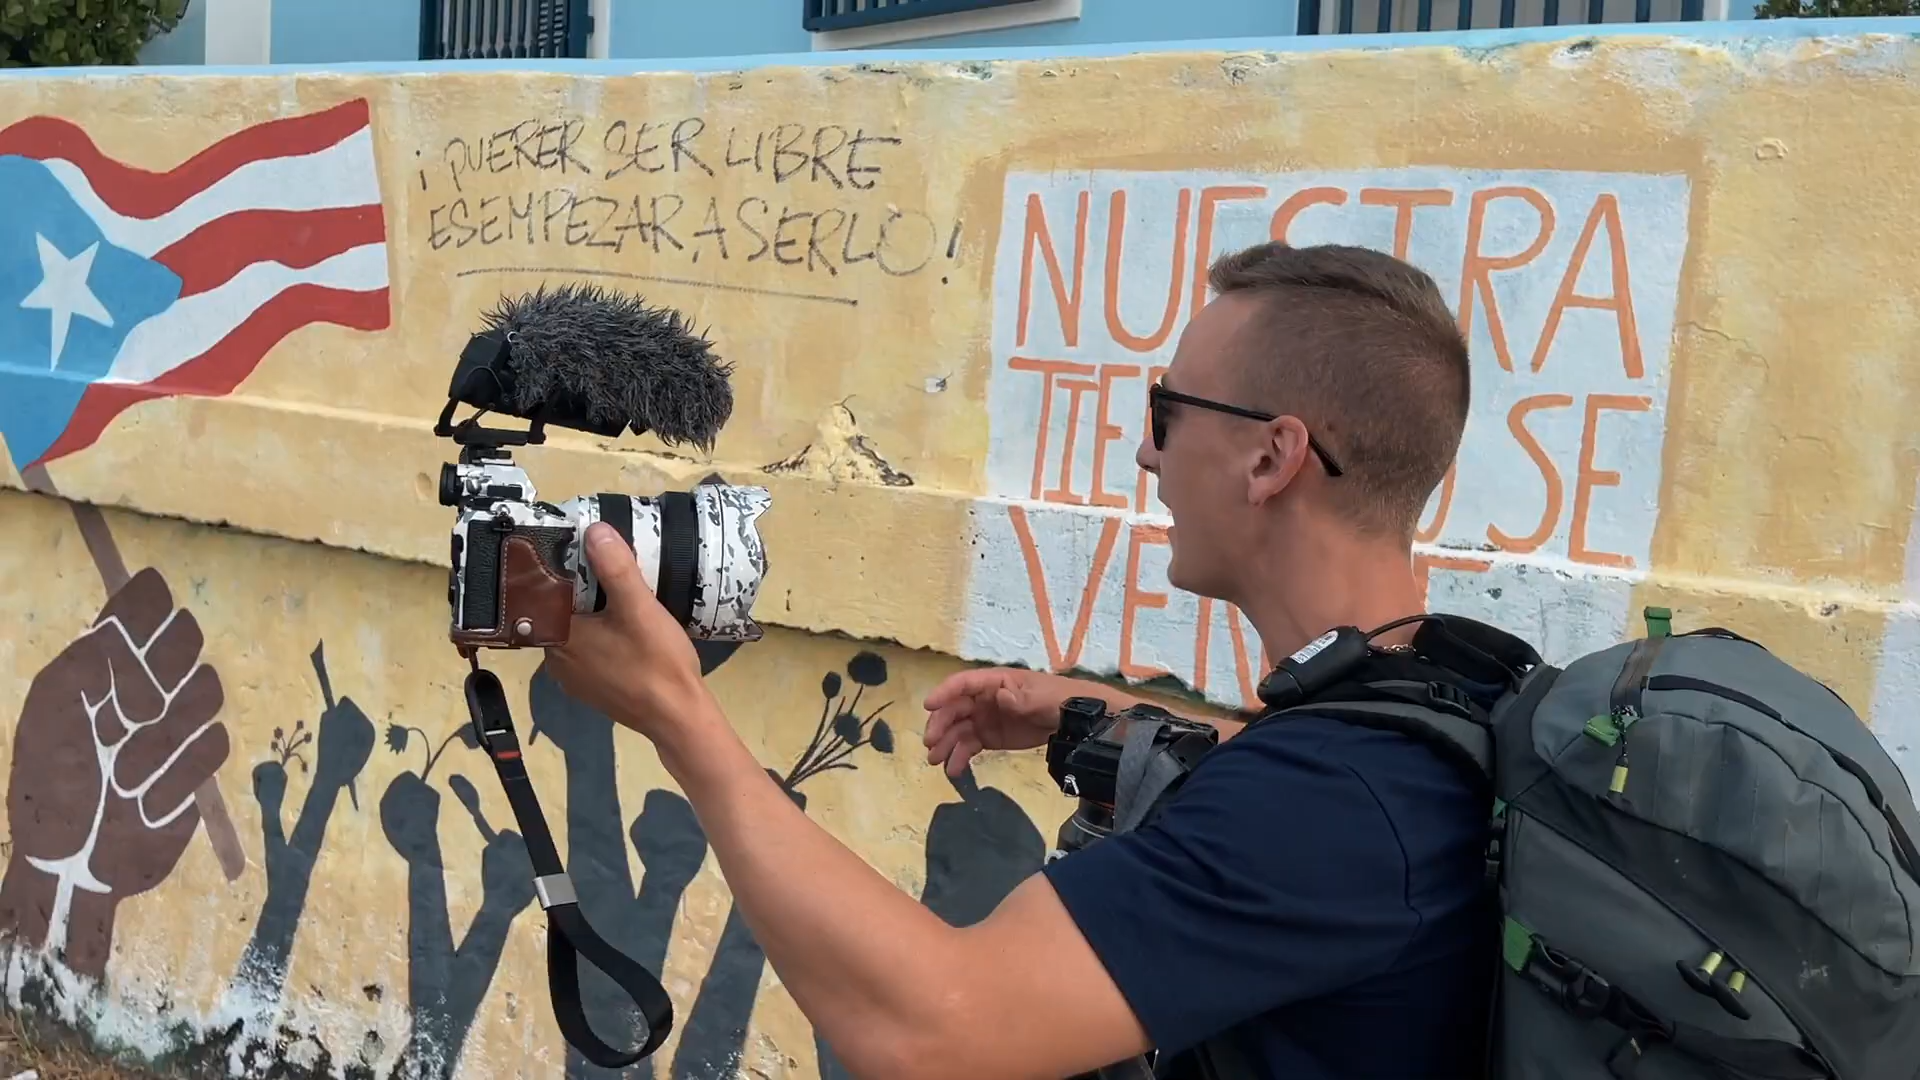 ¡QUERER SER LIBRE
ES EMPEZAR A SERLO!
NUESTRA
SE